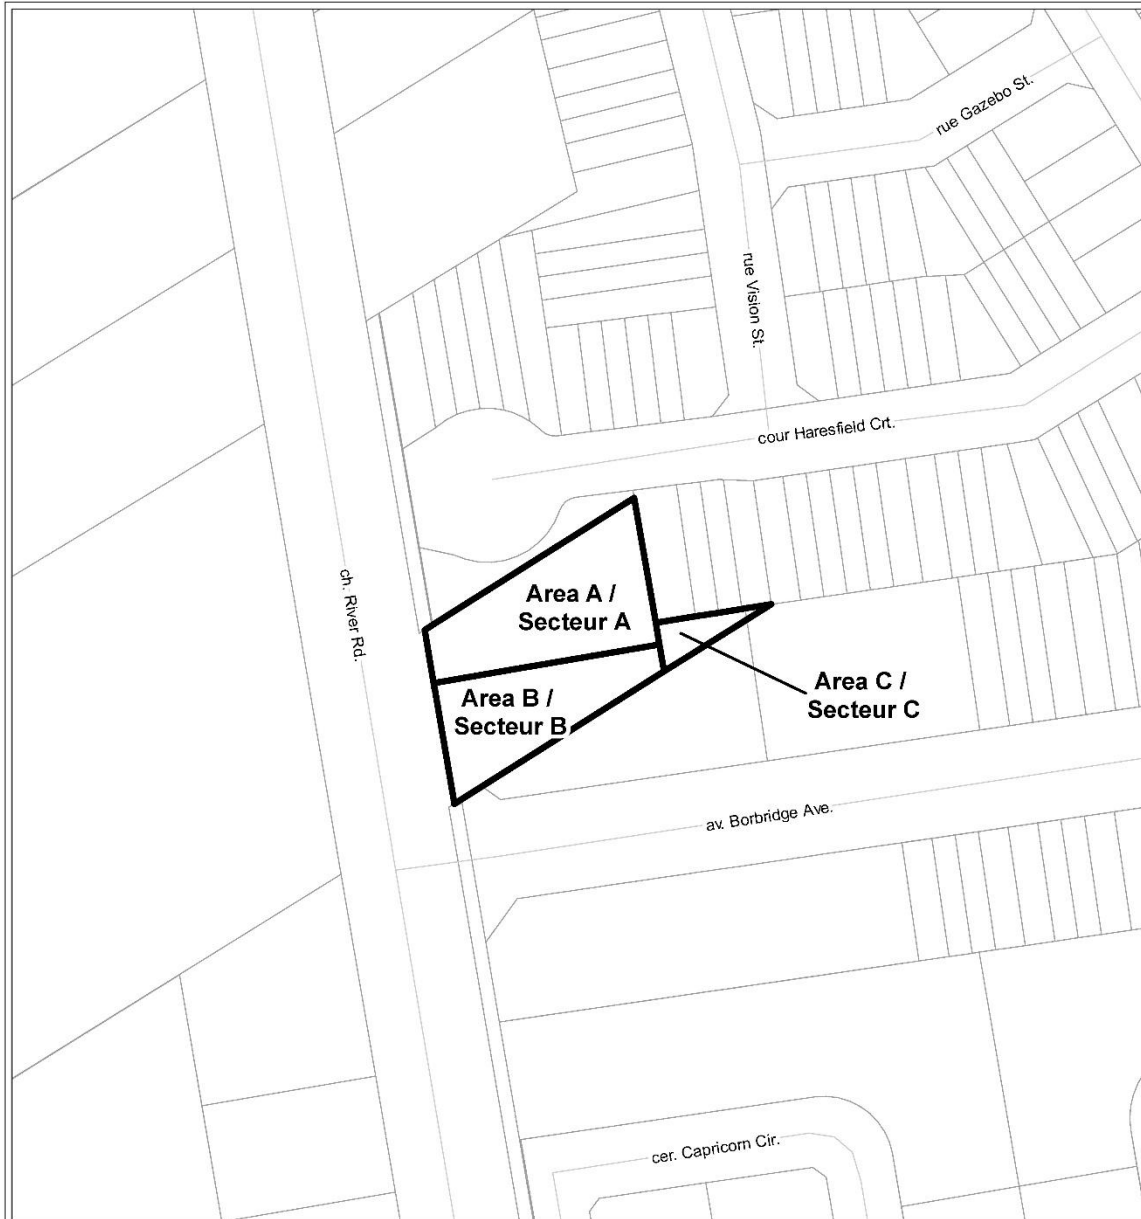 rue Gazebo St.
rue Vision St.
cour Haresfield Crt.
ch. River Rd.
Area A /
Secteur A
Area B /
Secteur B
Area C /
Secteur C
av. Borbridge Ave.
cer. Capricorn Cir.